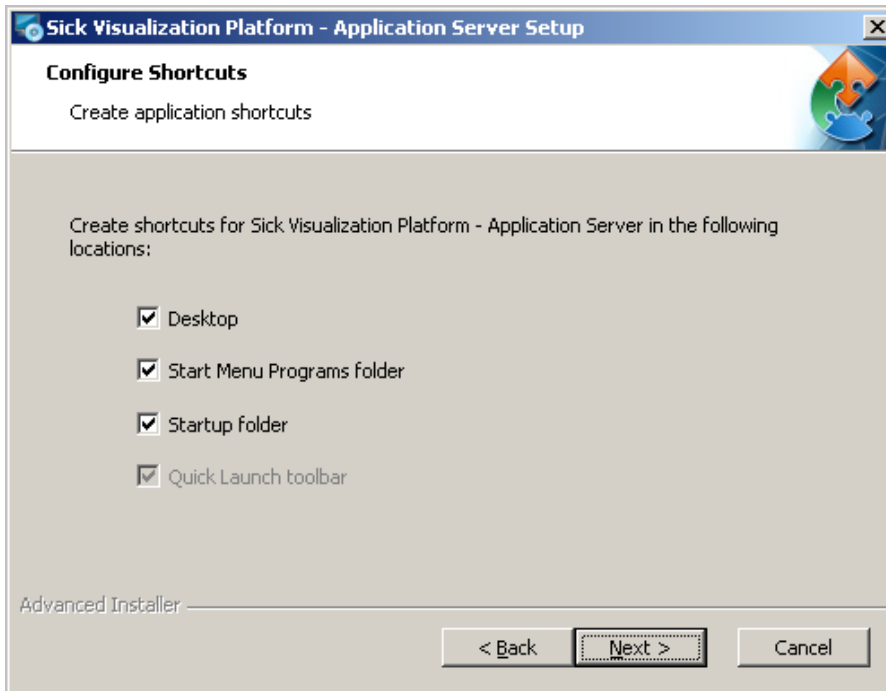 Sick Visualization Platform - Application Server Setup
Configure Shortcuts
Create application shortcuts
Create shortcuts for Sick Visualization Platform - Application Server in the following
locations:
Desktop
Start Menu Programs folder
Startup folder
Quick Launch toolbar
Advanced Installer
< Back
Next >
Cancel